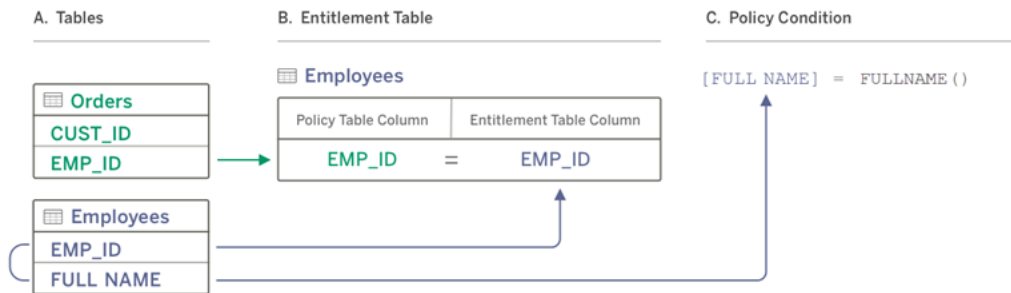 A. Tables
B. Entitlement Table
C. Policy Condition
Orders
CUST_ID
EMP_ID
Employees
EMP_ID
FULL NAME
Employees
Policy Table Column Entitlement Table Column
EMP_ID = EMP_ID
[FULL NAME] = FULLNAME()